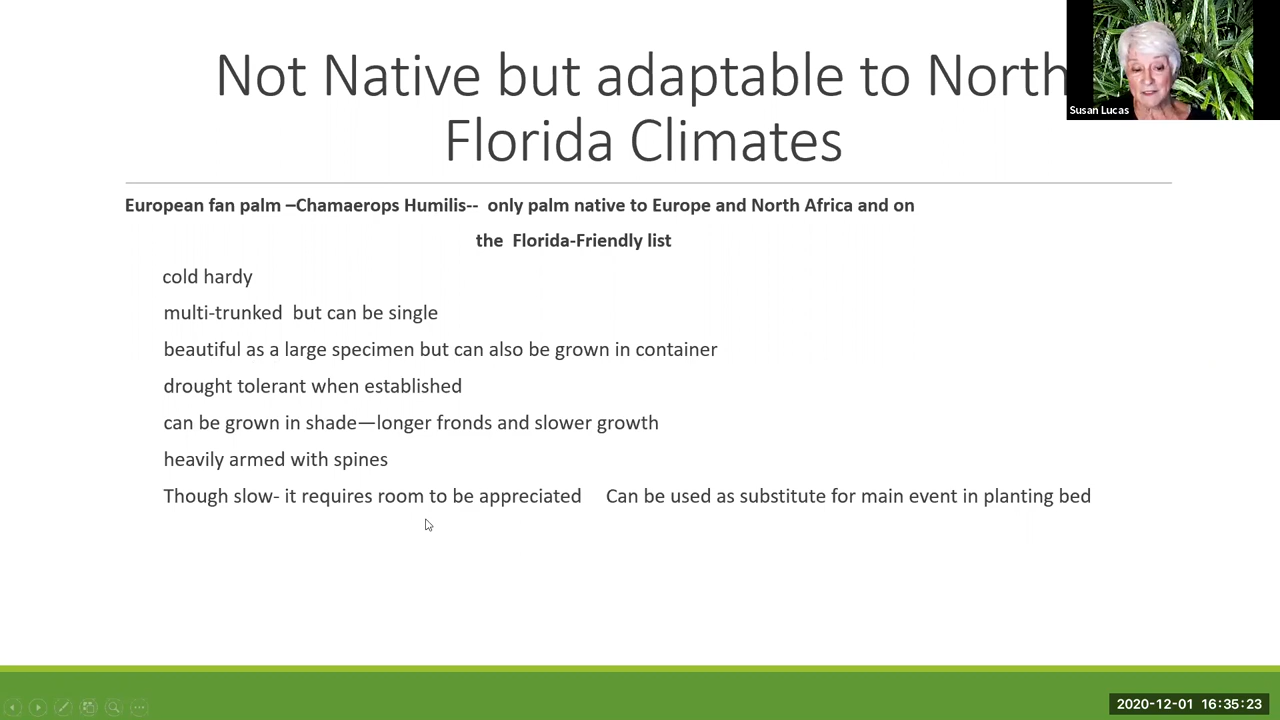 Not Native but adaptable to North
Florida Climates
Susan Lucas
European fan palm –Chamaerops Humilis-- only palm native to Europe and North Africa and on
the Florida-Friendly list
cold hardy
multi-trunked but can be single
beautiful as a large specimen but can also be grown in container
drought tolerant when established
can be grown in shade—longer fronds and slower growth
heavily armed with spines
Though slow- it requires room to be appreciated Can be used as substitute for main event in planting bed
2020-12-01 16:35:23